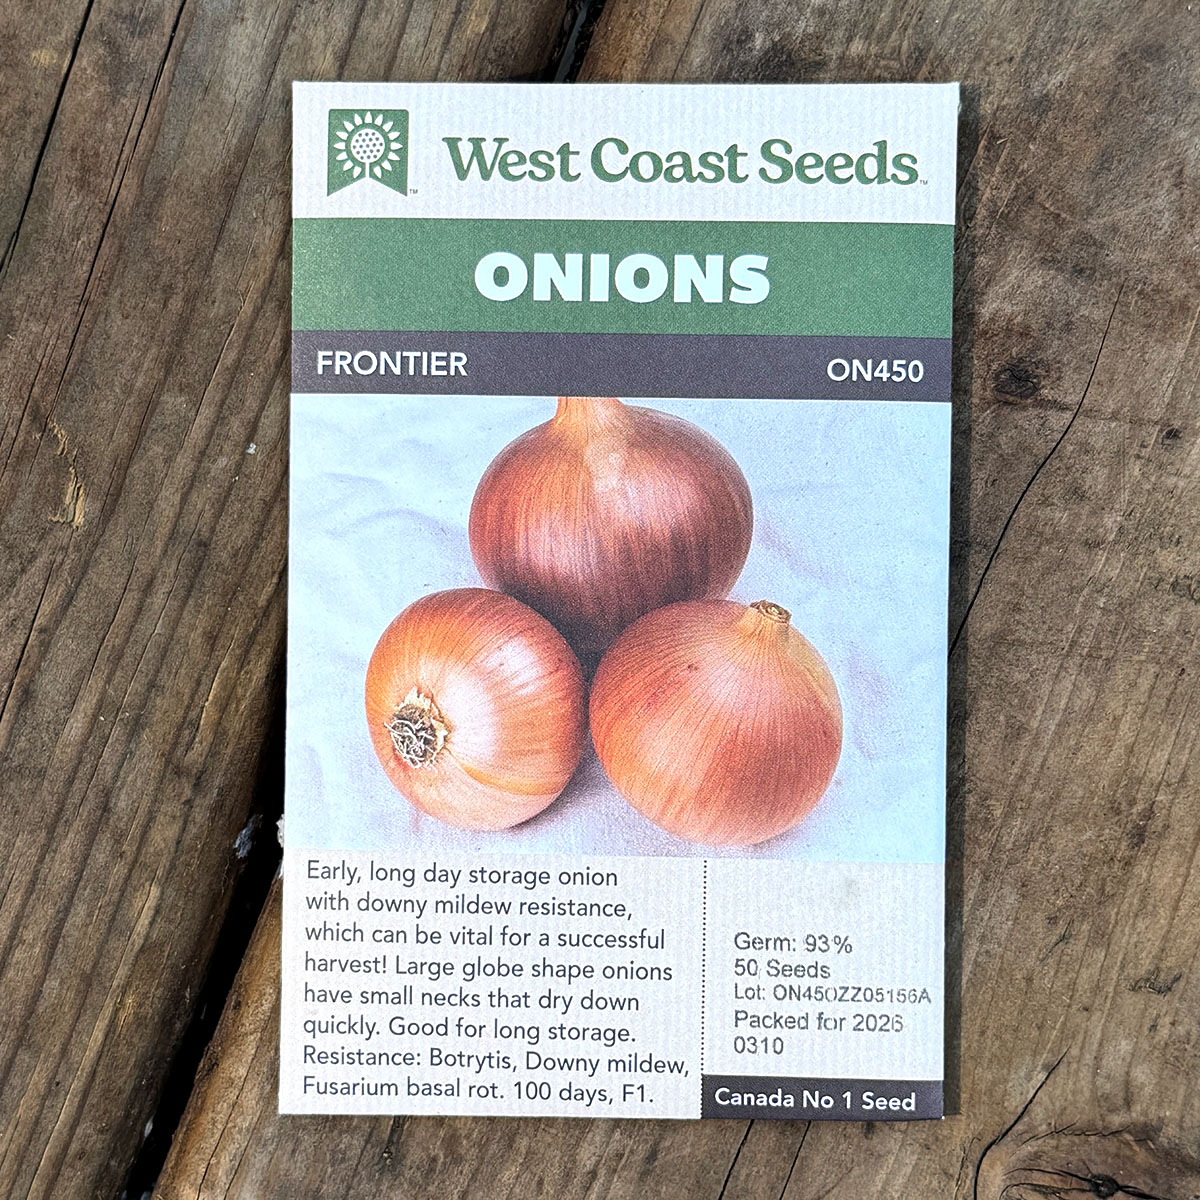 West Coast Seeds™
ONIONS
FRONTIER ON450
Early, long day storage onion
with downy mildew resistance,
which can be vital for a successful
harvest! Large globe shape onions
have small necks that dry down
quickly. Good for long storage.
Resistance: Botrytis, Downy mildew,
Fusarium basal rot. 100 days, F1.
Germ: 93%
50 Seeds
Lot: ON450ZZ05156A
Packed for 2026
0310
Canada No 1 Seed